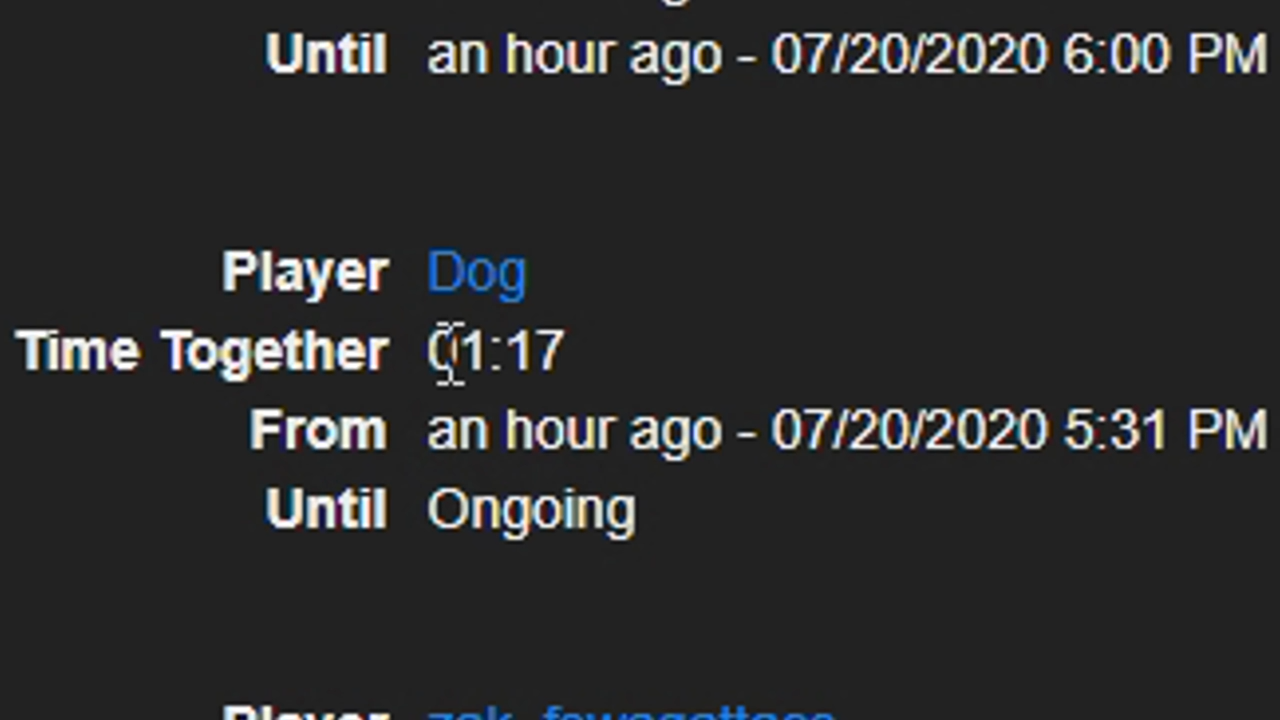 Until an hour ago - 07/20/2020 6:00 PM
Player Dog
Time Together 01:17
From an hour ago - 07/20/2020 5:31 PM
Until Ongoing
Player